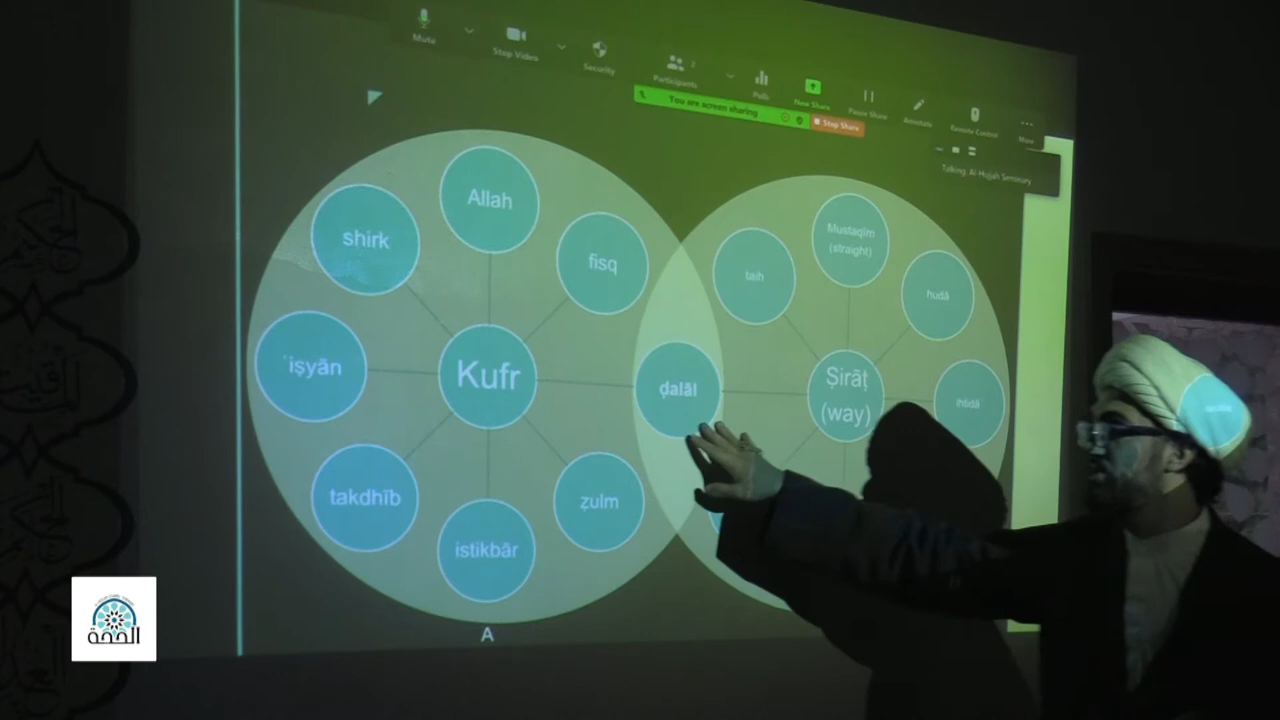 Mute
Stop Video
Security
Participants
2
Polls
New Share
Pause Share
Annotate
Remote Control
More
You are screen sharing
Stop Share
Talking: Al-Hujjah Seminary
Allah
shirk
fisq
ʿiṣyān
Kufr
ḍalāl
takdhīb
ẓulm
istikbār
A
Mustaqīm
(straight)
taih
hudā
Ṣirāṭ
(way)
ihtidā
الحجة